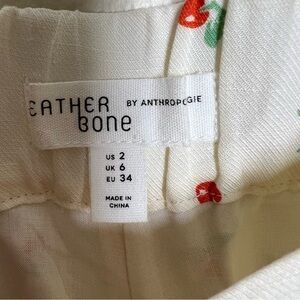 EATHER BY ANTHROPOGIE
BONE
US 2
UK 6
EU 34
MADE IN
CHINA